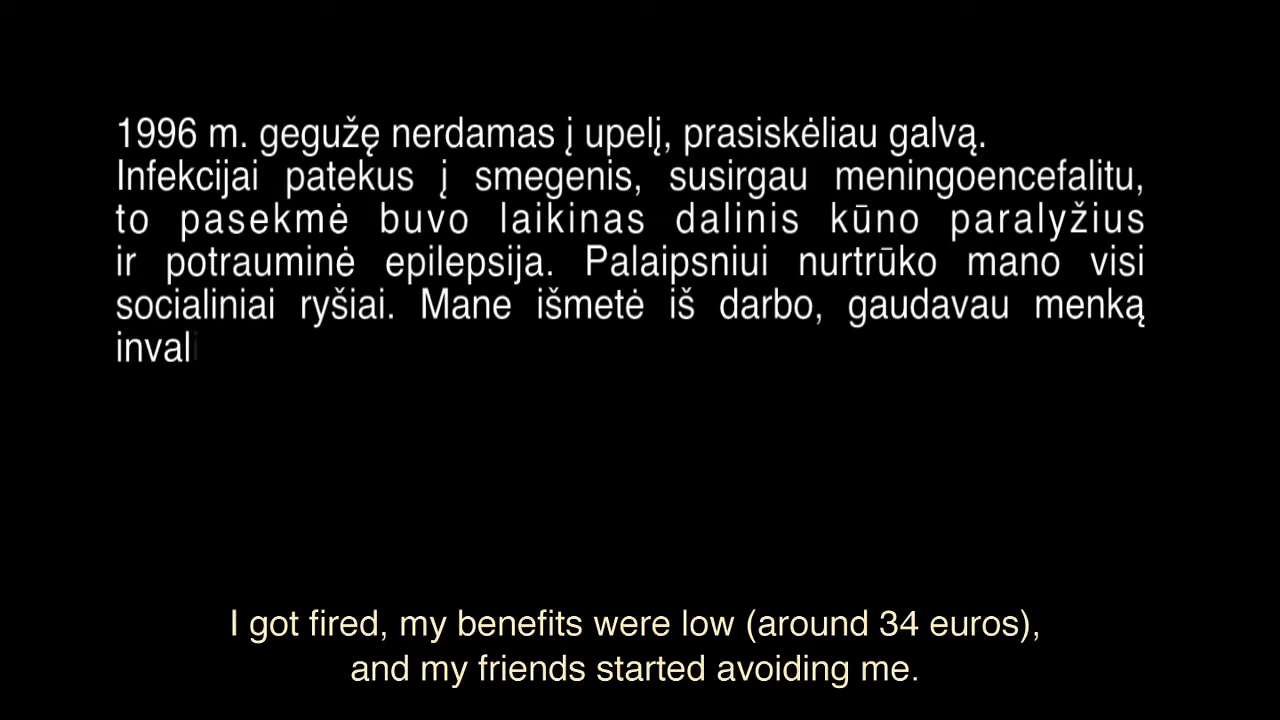 1996 m. gegužę nerdamas į upelį, prasiskėliau galvą.
Infekcijai patekus į smegenis, susirgau meningoencefalitu,
to pasekmė buvo laikinas dalinis kūno paralyžius
ir potrauminė epilepsija. Palaipsniui nurtrūko mano visi
socialiniai ryšiai. Mane išmetė iš darbo, gaudavau menką
invali
I got fired, my benefits were low (around 34 euros),
and my friends started avoiding me.